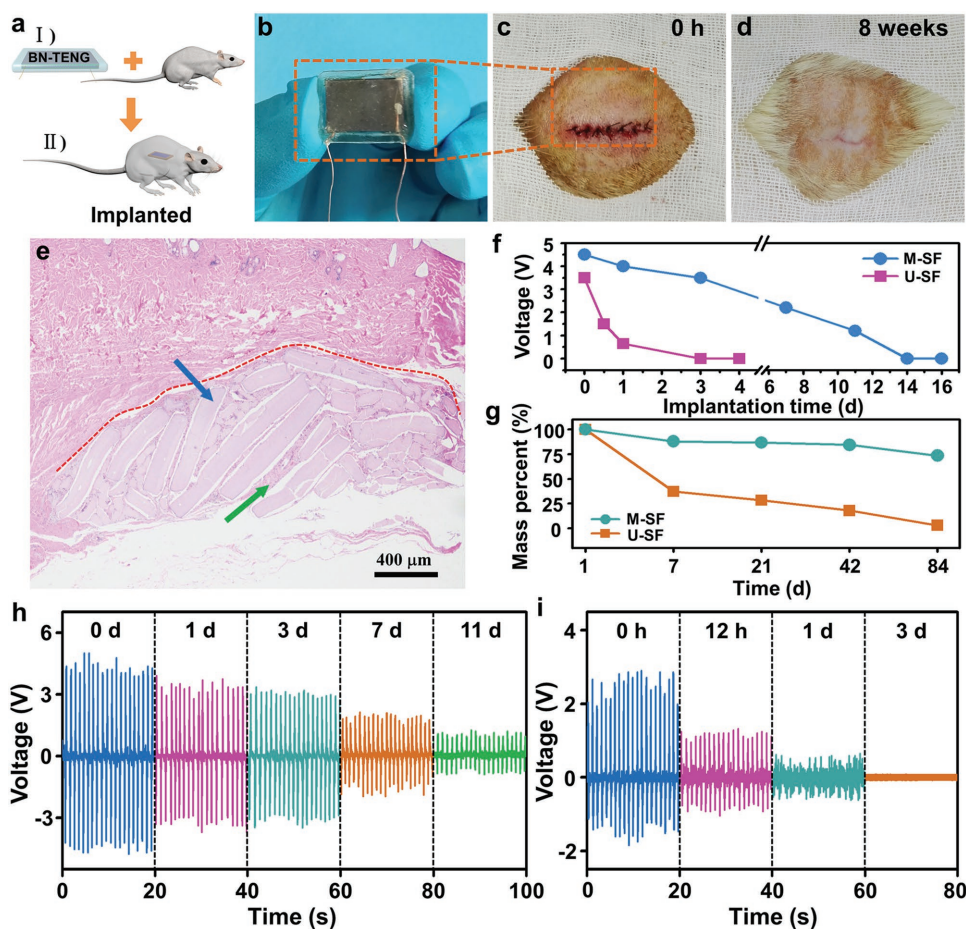 a
I)
BN-TENG
II)
Implanted
b
c
0 h
d
8 weeks
e
400 μm
f
Voltage (V)
5
4
3
2
1
0
M-SF
U-SF
0 1 2 3 4 6 8 10 12 14 16
Implantation time (d)
g
Mass percent (%)
100
75
50
25
0
M-SF
U-SF
1 7 21 42 84
Time (d)
h
0 d 1 d 3 d 7 d 11 d
Voltage (V)
6
3
0
-3
0 20 40 60 80 100
Time (s)
i
0 h 12 h 1 d 3 d
Voltage (V)
4
2
0
-2
0 20 40 60 80
Time (s)